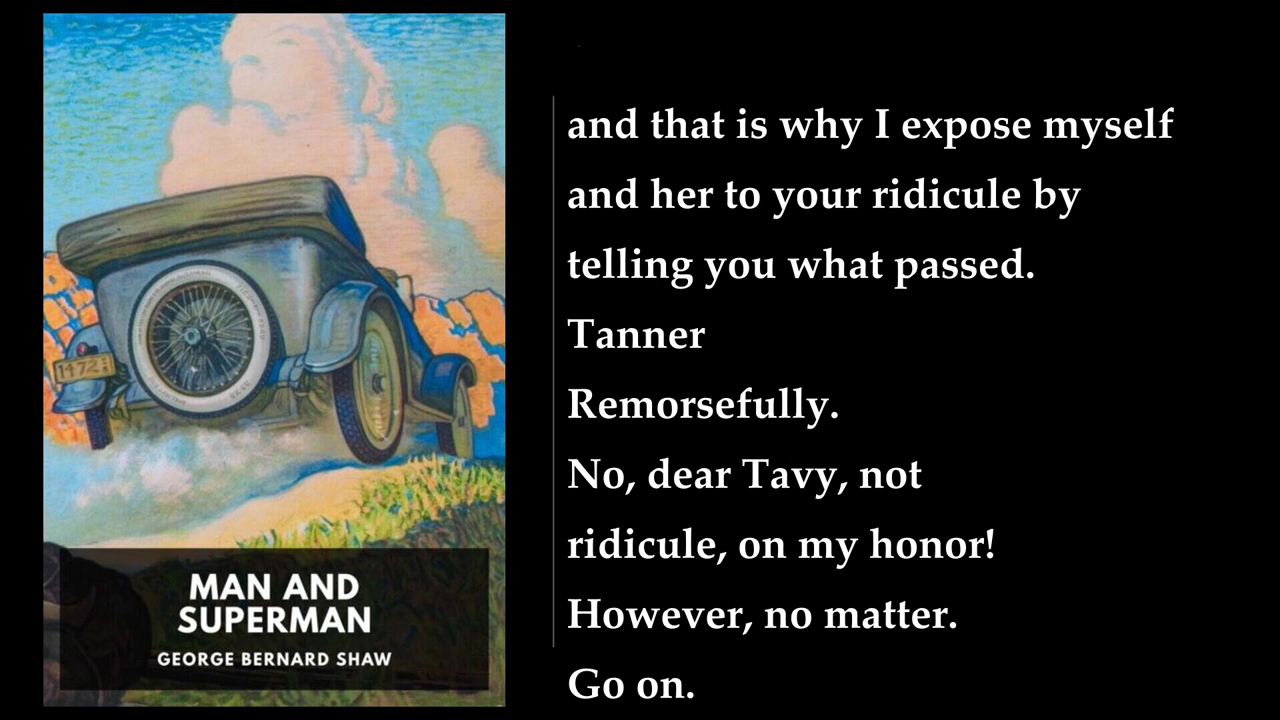 1472
MAN AND
SUPERMAN
GEORGE BERNARD SHAW
and that is why I expose myself
and her to your ridicule by
telling you what passed.
Tanner
Remorsefully.
No, dear Tavy, not
ridicule, on my honor!
However, no matter.
Go on.